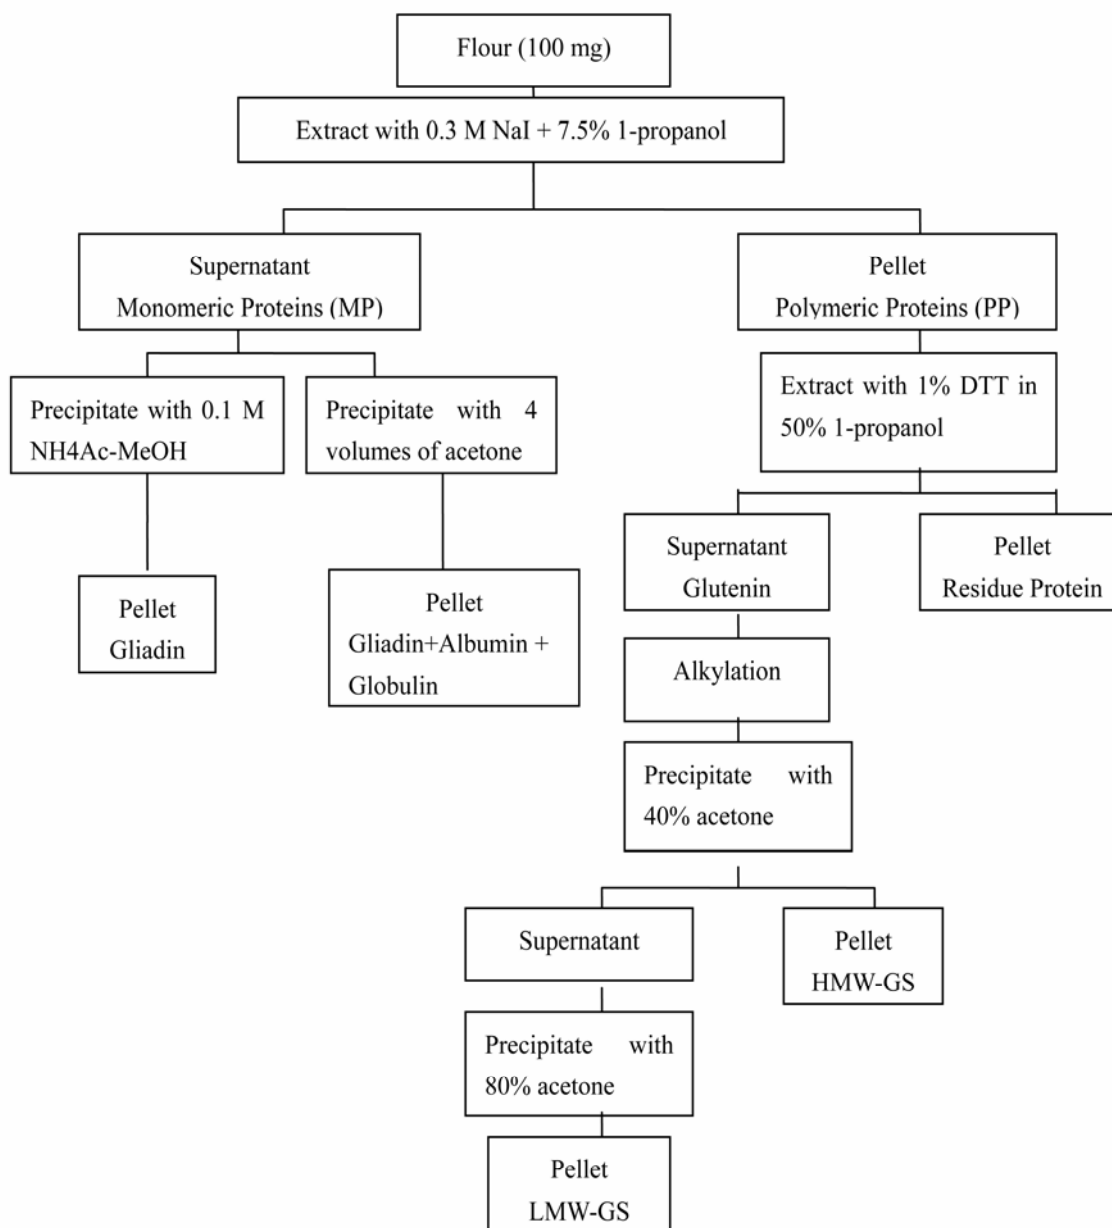 Flour (100 mg)
Extract with 0.3 M NaI + 7.5% 1-propanol
Supernatant
Monomeric Proteins (MP)
Pellet
Polymeric Proteins (PP)
Precipitate with 0.1 M
NH4Ac-MeOH
Precipitate with 4
volumes of acetone
Extract with 1% DTT in
50% 1-propanol
Supernatant
Glutenin
Pellet
Residue Protein
Pellet
Gliadin
Pellet
Gliadin+Albumin +
Globulin
Alkylation
Precipitate with
40% acetone
Supernatant
Pellet
HMW-GS
Precipitate with
80% acetone
Pellet
LMW-GS